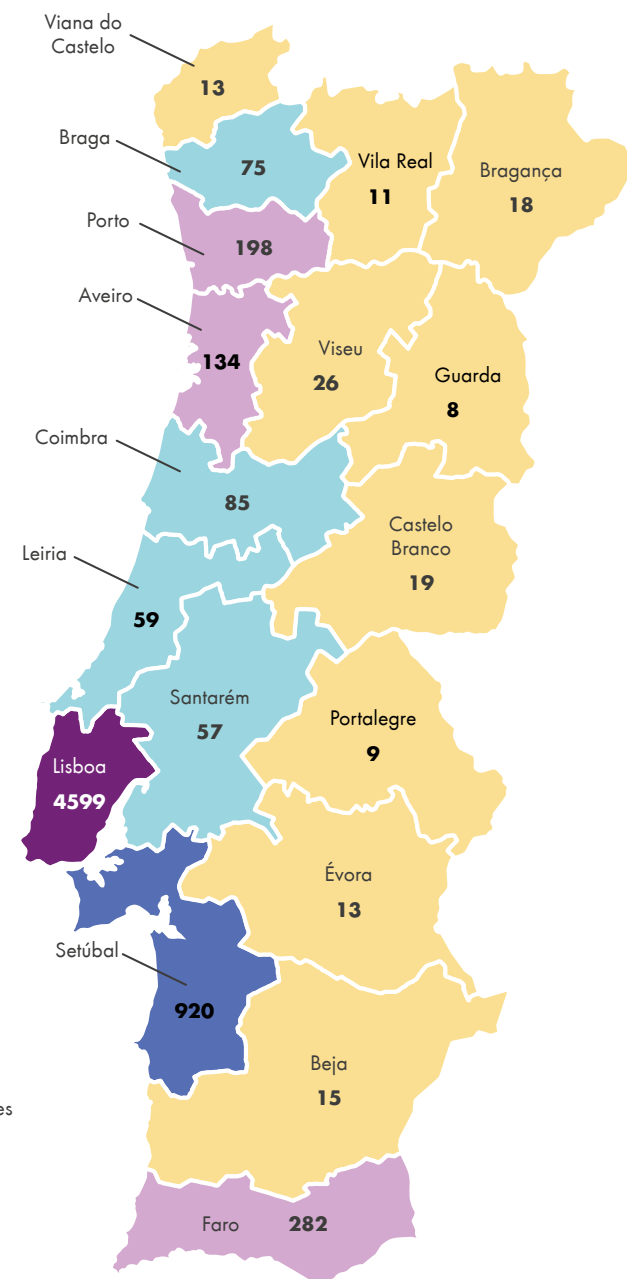 Viana do
Castelo
13
Braga
75
Vila Real
11
Bragança
18
Porto
198
Aveiro
134
Viseu
26
Guarda
8
Coimbra
85
Castelo
Branco
19
Leiria
59
Santarém
57
Portalegre
9
Lisboa
4599
Évora
13
Setúbal
920
Beja
15
es
Faro 282